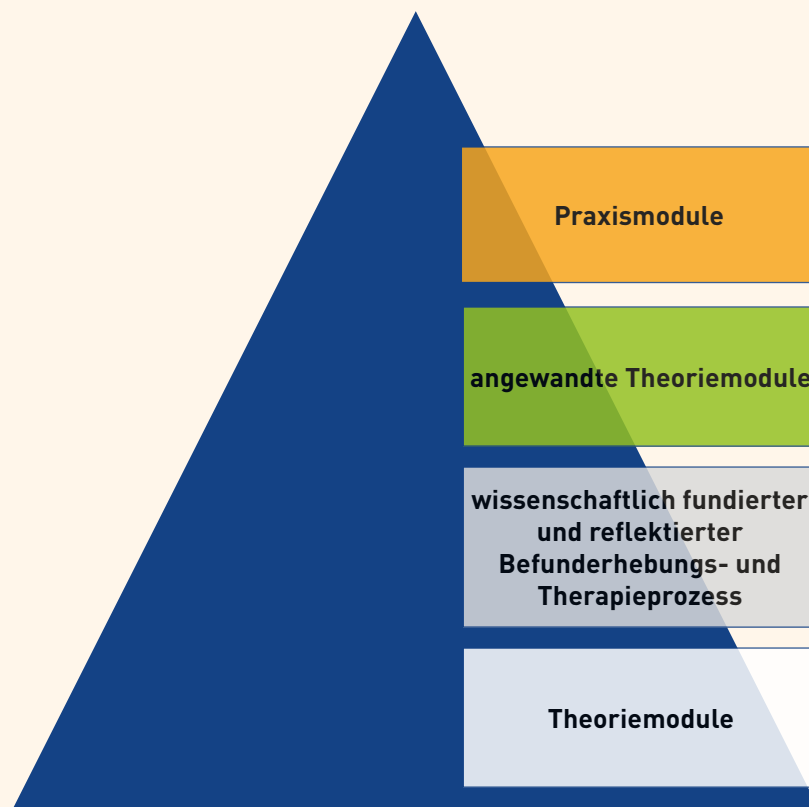 Praxismodule
angewandte Theoriemodule
wissenschaftlich fundierter
und reflektierter
Befunderhebungs- und
Therapieprozess
Theoriemodule